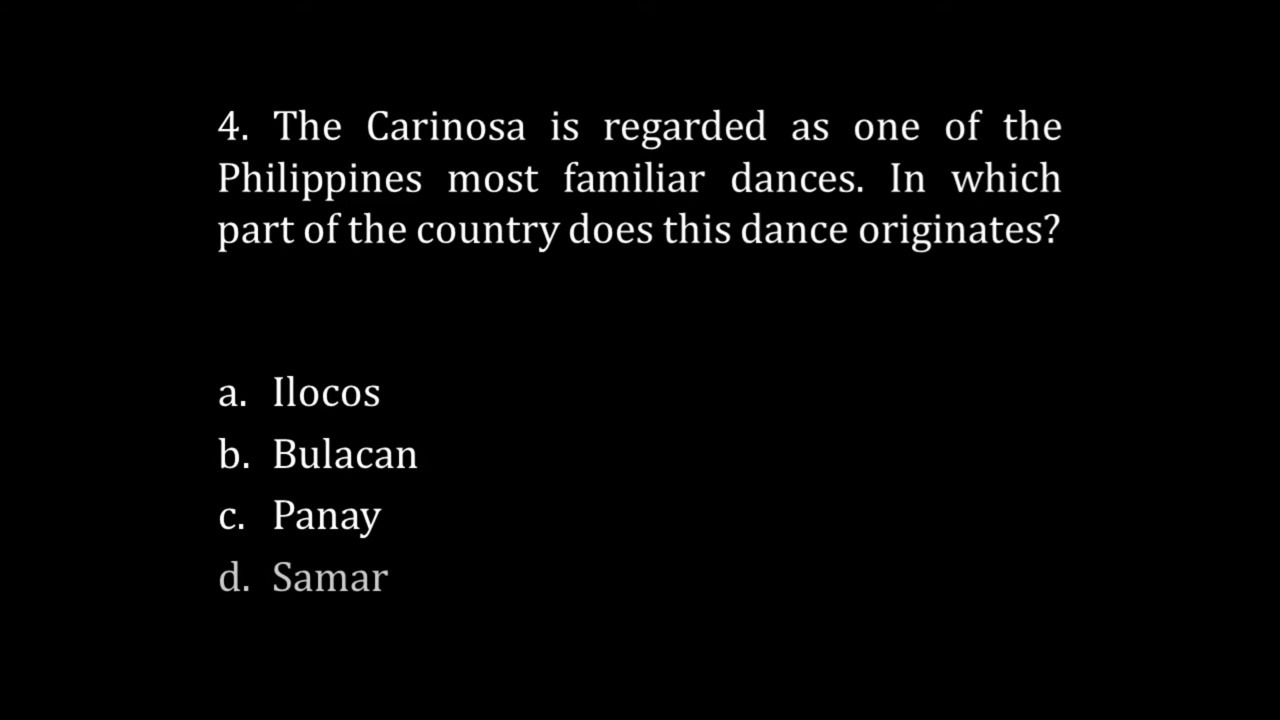 4. The Carinosa is regarded as one of the
Philippines most familiar dances. In which
part of the country does this dance originates?
a. Ilocos
b. Bulacan
c. Panay
d. Samar